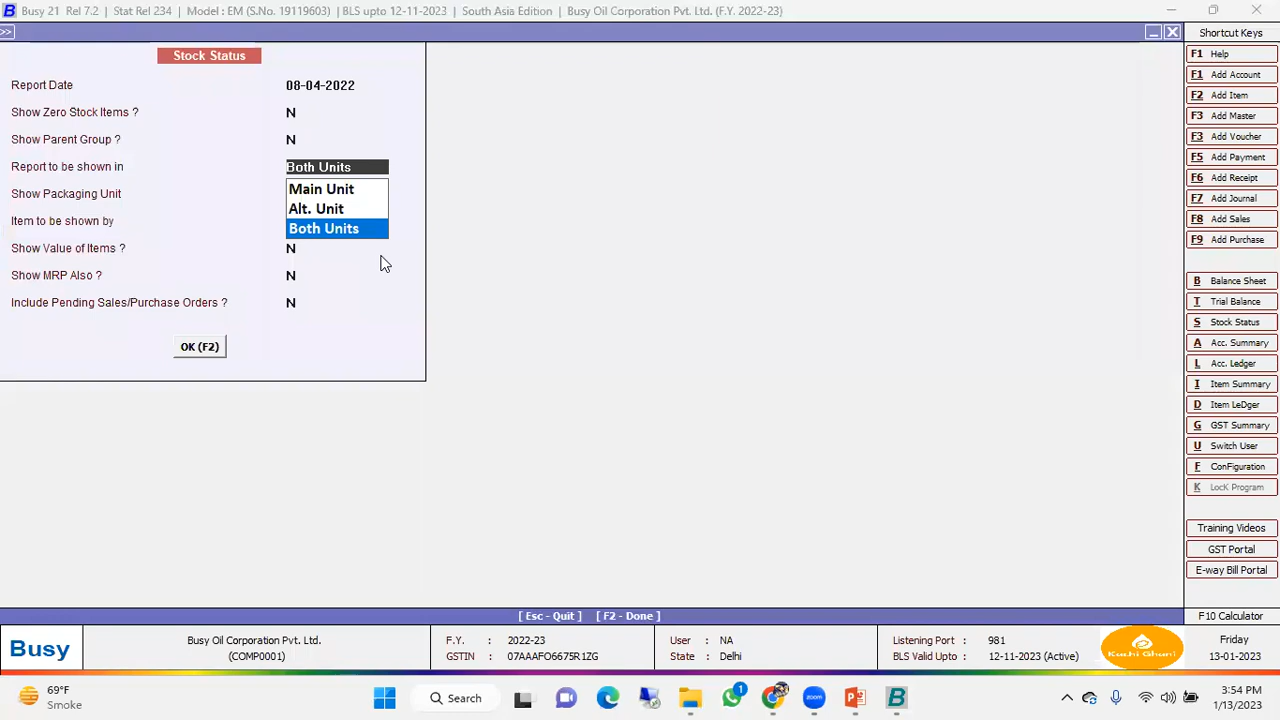 Busy 21 Rel 7.2 | Stat Rel 234 | Model : EM (S.No. 19119603) | BLS upto 12-11-2023 | South Asia Edition | Busy Oil Corporation Pvt. Ltd. (F.Y. 2022-23)
>>
Stock Status
Report Date 08-04-2022
Show Zero Stock Items ? N
Show Parent Group ? N
Report to be shown in Both Units
Main Unit
Show Packaging Unit
Alt. Unit
Item to be shown by
Both Units
Show Value of Items ? N
Show MRP Also ? N
Include Pending Sales/Purchase Orders ? N
OK (F2)
Shortcut Keys
F1 Help
F1 Add Account
F2 Add Item
F3 Add Master
F3 Add Voucher
F5 Add Payment
F6 Add Receipt
F7 Add Journal
F8 Add Sales
F9 Add Purchase
B Balance Sheet
T Trial Balance
S Stock Status
A Acc. Summary
L Acc. Ledger
I Item Summary
D Item LeDger
G GST Summary
U Switch User
F ConFiguration
K LocK Program
Training Videos
GST Portal
E-way Bill Portal
[ Esc - Quit ] [ F2 - Done ]
F10 Calculator
Busy
Busy Oil Corporation Pvt. Ltd.
(COMP0001)
F.Y. : 2022-23
GSTIN : 07AAAFO6675R1ZG
User : NA
State : Delhi
Listening Port : 981
BLS Valid Upto : 12-11-2023 (Active)
Kachi Ghani
Friday
13-01-2023
69°F
Smoke
Search
1
zoom
3:54 PM
1/13/2023